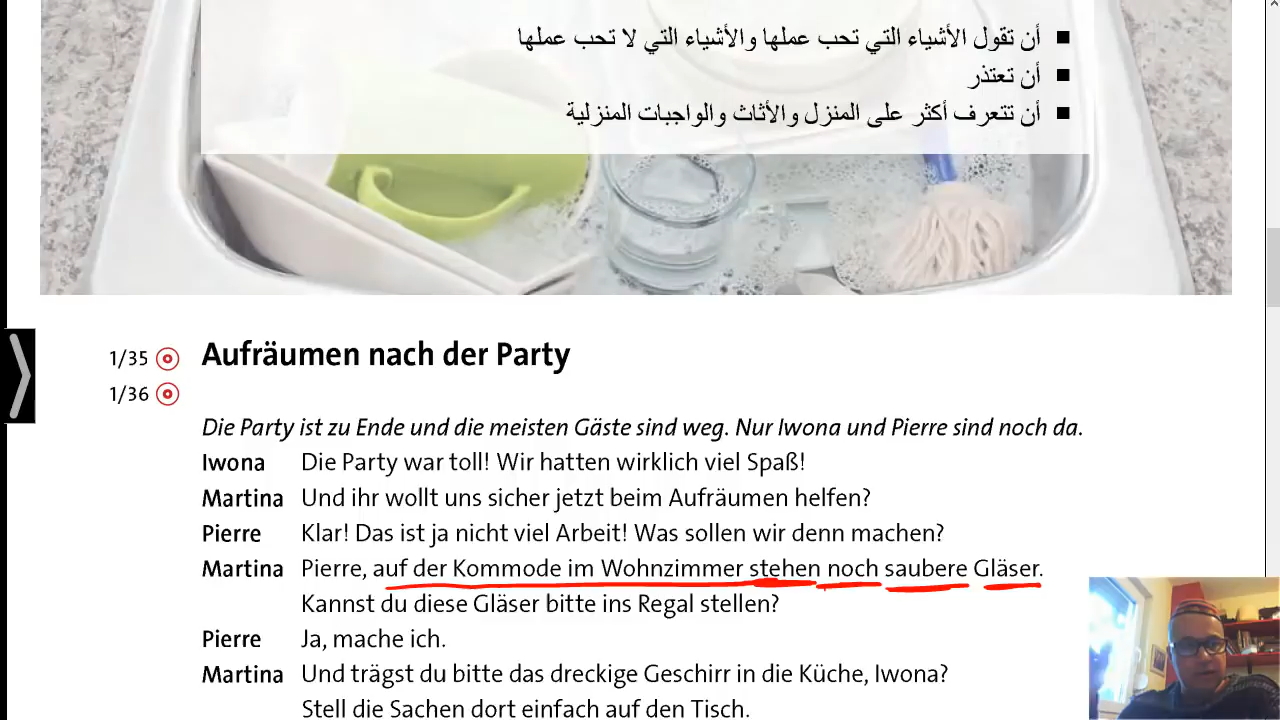 أن تقول الأشياء التي تحب عملها والأشياء التي لا تحب عملها
أن تعتذر
أن تتعرف أكثر على المنزل والأثاث والواجبات المنزلية
1/35 Aufräumen nach der Party
1/36
Die Party ist zu Ende und die meisten Gäste sind weg. Nur Iwona und Pierre sind noch da.
Iwona Die Party war toll! Wir hatten wirklich viel Spaß!
Martina Und ihr wollt uns sicher jetzt beim Aufräumen helfen?
Pierre Klar! Das ist ja nicht viel Arbeit! Was sollen wir denn machen?
Martina Pierre, auf der Kommode im Wohnzimmer stehen noch saubere Gläser.
Kannst du diese Gläser bitte ins Regal stellen?
Pierre Ja, mache ich.
Martina Und trägst du bitte das dreckige Geschirr in die Küche, Iwona?
Stell die Sachen dort einfach auf den Tisch.